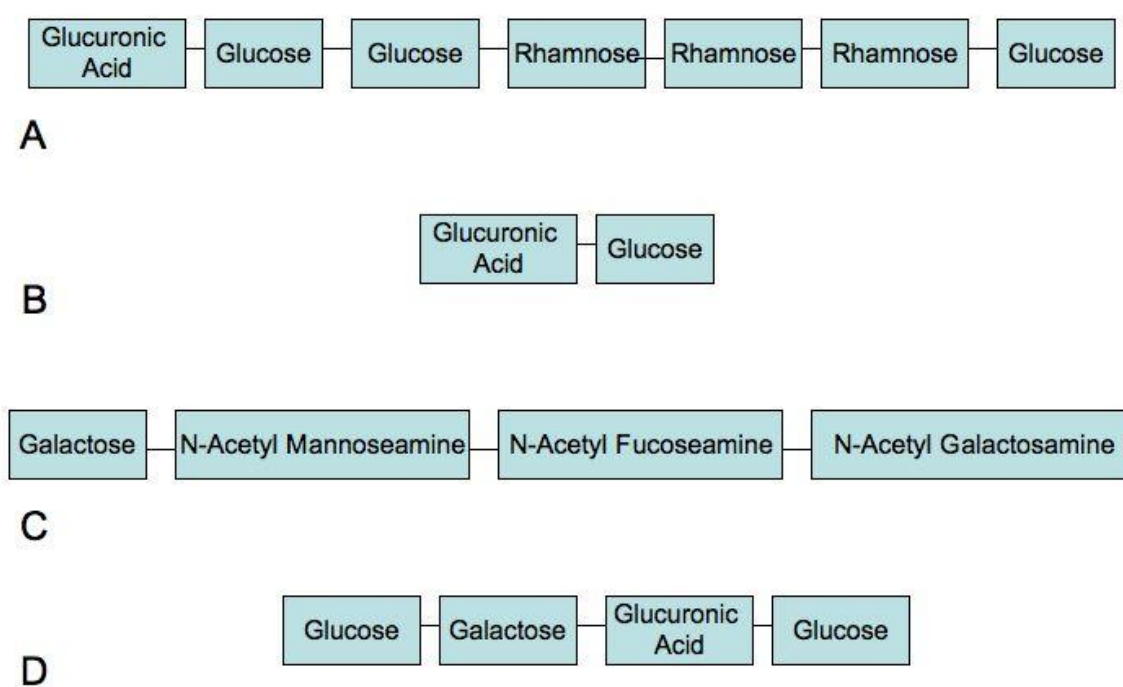 Glucuronic
Acid
Glucose
Glucose
Rhamnose
Rhamnose
Rhamnose
Glucose
A
Glucuronic
Acid
Glucose
B
Galactose
N-Acetyl Mannoseamine
N-Acetyl Fucoseamine
N-Acetyl Galactosamine
C
Glucose
Galactose
Glucuronic
Acid
Glucose
D